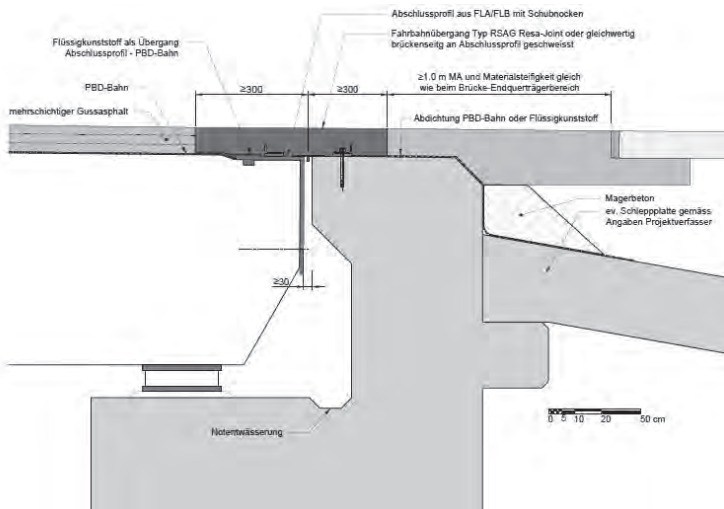 Abschlussprofil aus FLA/FLB mit Schubnocken
Flüssigkunststoff als Übergang
Abschlussprofil - PBD-Bahn
Fahrbahnübergang Typ RSAG Resa-Joint oder gleichwertig
brückenseitg an Abschlussprofil geschweisst
PBD-Bahn
≥300
≥300
≥1.0 m MA und Materialsteifigkeit gleich
wie beim Brücke-Endquerträgerbereich
mehrschichtiger Gussasphalt
Abdichtung PBD-Bahn oder Flüssigkunststoff
Magerbeton
ev. Schleppplatte gemäss
Angaben Projektverfasser
≥30
Notentwässerung
0 5 10 20 50 cm